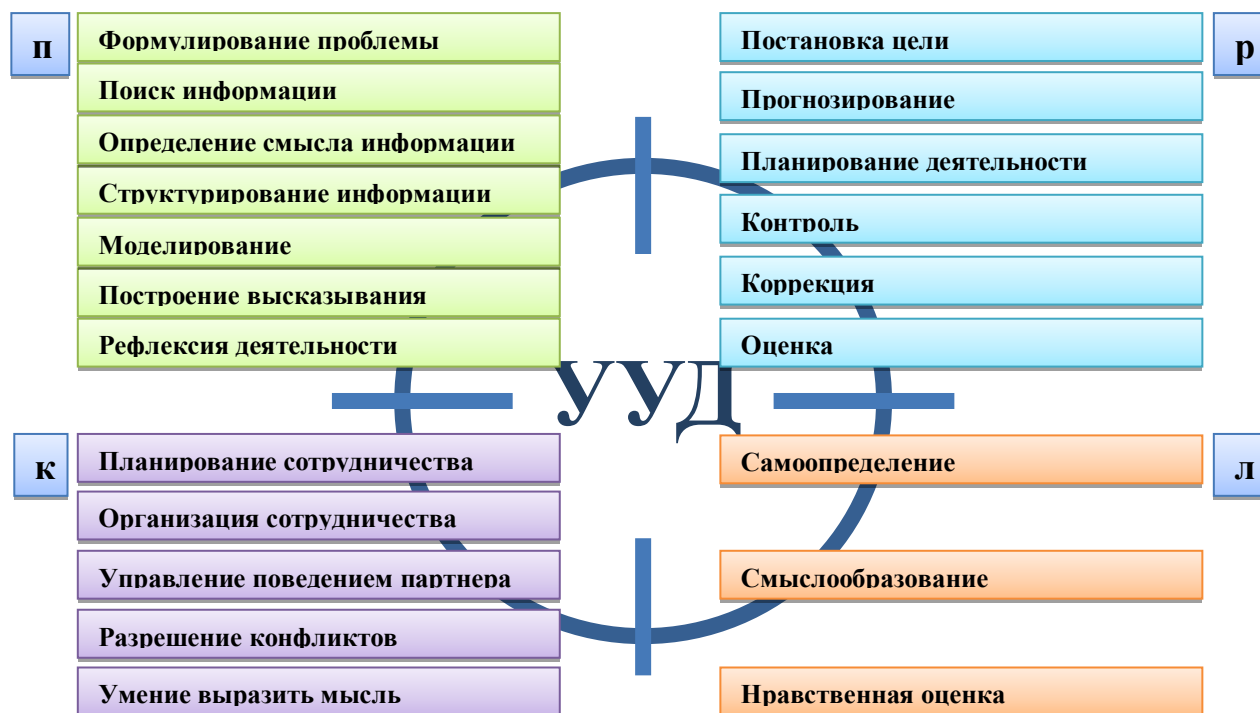 п
Формулирование проблемы
Поиск информации
Определение смысла информации
Структурирование информации
Моделирование
Построение высказывания
Рефлексия деятельности
р
Постановка цели
Прогнозирование
Планирование деятельности
Контроль
Коррекция
Оценка
УУД
к
Планирование сотрудничества
Организация сотрудничества
Управление поведением партнера
Разрешение конфликтов
Умение выразить мысль
л
Самоопределение
Смыслообразование
Нравственная оценка